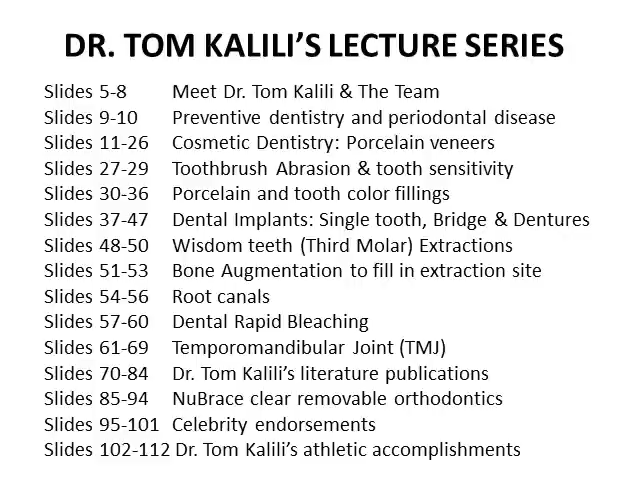 DR. TOM KALILI’S LECTURE SERIES
Slides 5-8 Meet Dr. Tom Kalili & The Team
Slides 9-10 Preventive dentistry and periodontal disease
Slides 11-26 Cosmetic Dentistry: Porcelain veneers
Slides 27-29 Toothbrush Abrasion & tooth sensitivity
Slides 30-36 Porcelain and tooth color fillings
Slides 37-47 Dental Implants: Single tooth, Bridge & Dentures
Slides 48-50 Wisdom teeth (Third Molar) Extractions
Slides 51-53 Bone Augmentation to fill in extraction site
Slides 54-56 Root canals
Slides 57-60 Dental Rapid Bleaching
Slides 61-69 Temporomandibular Joint (TMJ)
Slides 70-84 Dr. Tom Kalili’s literature publications
Slides 85-94 NuBrace clear removable orthodontics
Slides 95-101 Celebrity endorsements
Slides 102-112 Dr. Tom Kalili’s athletic accomplishments